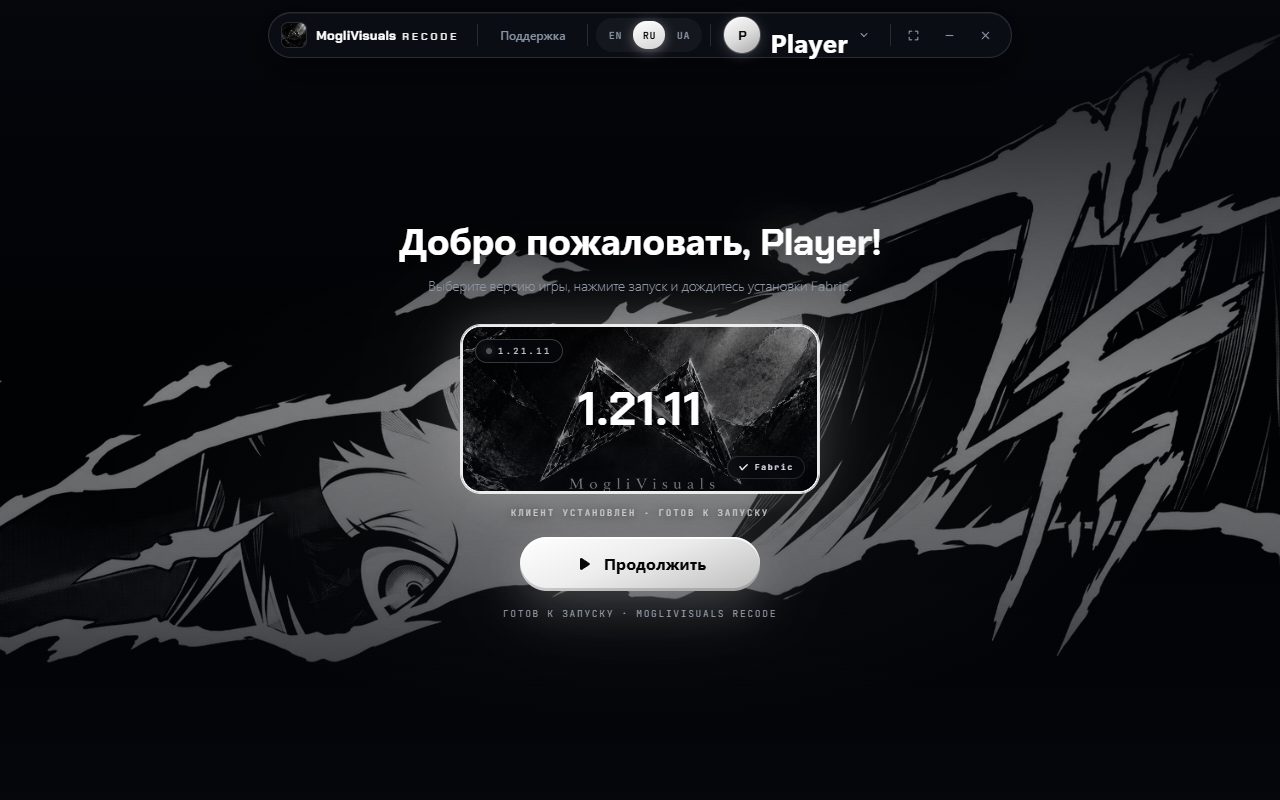 MogliVisuals RECODE
Поддержка
EN RU UA
P Player
Добро пожаловать, Player!
Выберите версию игры, нажмите запуск и дождитесь установки Fabric.
1.21.11
1.21.11
Fabric
MogliVisuals
КЛИЕНТ УСТАНОВЛЕН · ГОТОВ К ЗАПУСКУ
Продолжить
ГОТОВ К ЗАПУСКУ · MOGLIVISUALS RECODE